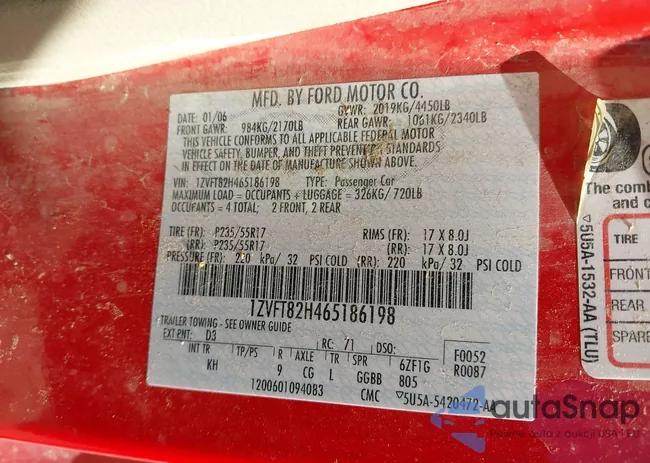 MFD. BY FORD MOTOR CO.
DATE: 01/06 GVWR: 2019KG/4450LB
FRONT GAWR: 984KG/2170LB REAR GAWR: 1061KG/2340LB
THIS VEHICLE CONFORMS TO ALL APPLICABLE FEDERAL MOTOR
VEHICLE SAFETY, BUMPER, AND THEFT PREVENTION STANDARDS
IN EFFECT ON THE DATE OF MANUFACTURE SHOWN ABOVE.
VIN: 1ZVFT82H465186198 TYPE: Passenger Car
MAXIMUM LOAD = OCCUPANTS + LUGGAGE = 326KG/ 720LB
OCCUPANTS = 4 TOTAL; 2 FRONT, 2 REAR
TIRE (FR): P235/55R17 RIMS (FR): 17 X 8.0J
(RR): P235/55R17 (RR): 17 X 8.0J
PRESSURE (FR): 220 kPa/ 32 PSI COLD (RR): 220 kPa/ 32 PSI COLD
1ZVFT82H465186198
TRAILER TOWING - SEE OWNER GUIDE
EXT PNT: D3 RC: 71 DSO: F0052
INT TR TP/PS R AXLE TR SPR 6ZF1G R0087
KH 9 CG L GGBB 805
1200601094083 CMC ▽5U5A-5420472-A
The comb
and c
TIRE
FRONT
REAR
SPARE
▽5U5A-1532-AA (TLU)
autaSnap
Pewne auta z aukcji USA i EU